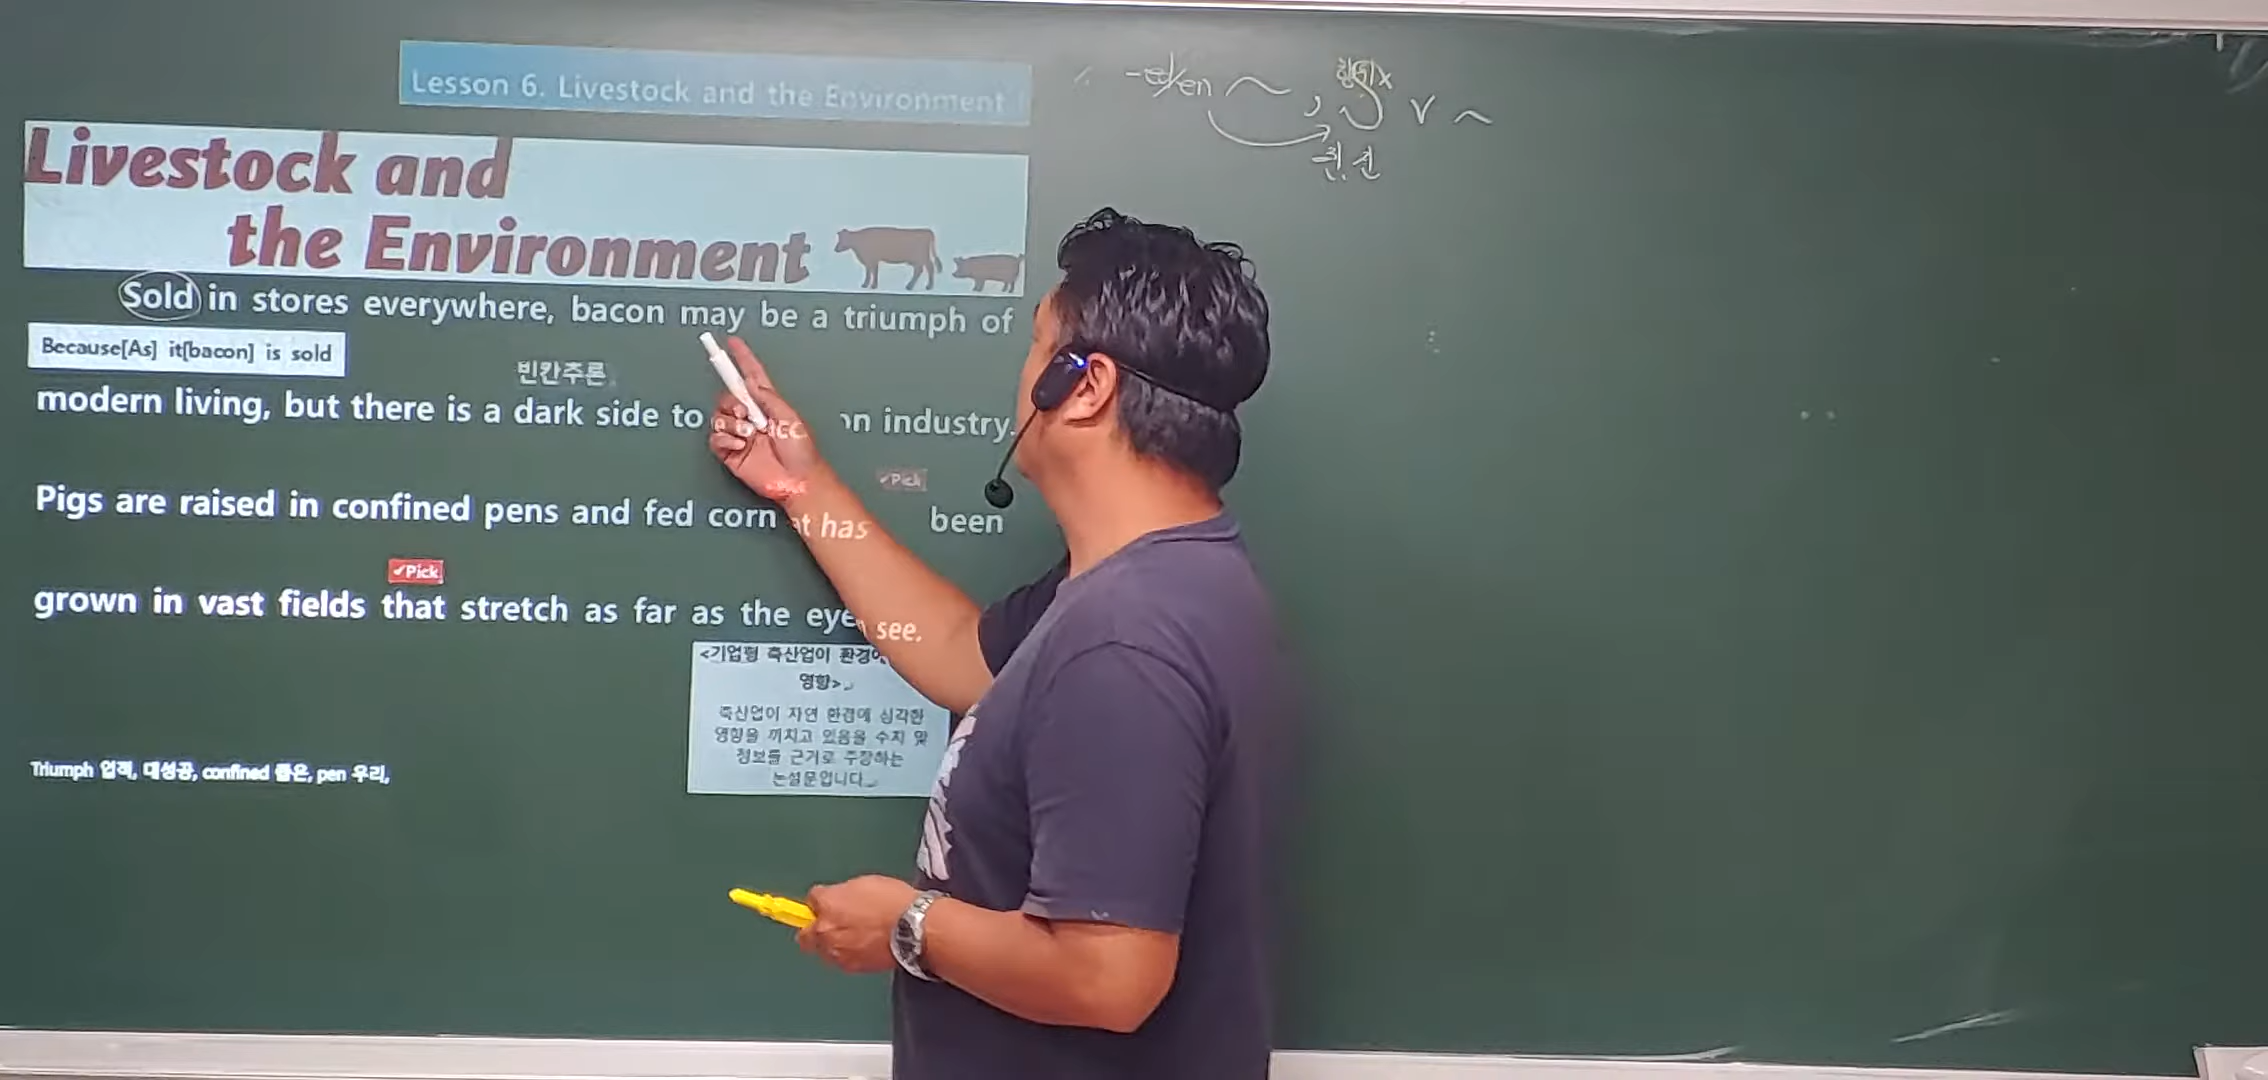 Lesson 6. Livestock and the Environment
Livestock and
the Environment
Sold in stores everywhere, bacon may be a triumph of
Because[As] it[bacon] is sold
빈칸추론
modern living, but there is a dark side to on industry.
✓Pick
Pigs are raised in confined pens and fed corn at has been
✓Pick
grown in vast fields that stretch as far as the eye see.
<기업형 축산업이 환경에
영향>
축산업이 자연 환경에 심각한
영향을 끼치고 있음을 수치 및
정보를 근거로 주장하는
논설문입니다
Triumph 업적, 대성공, confined 좁은, pen 우리,
-ed/en , V